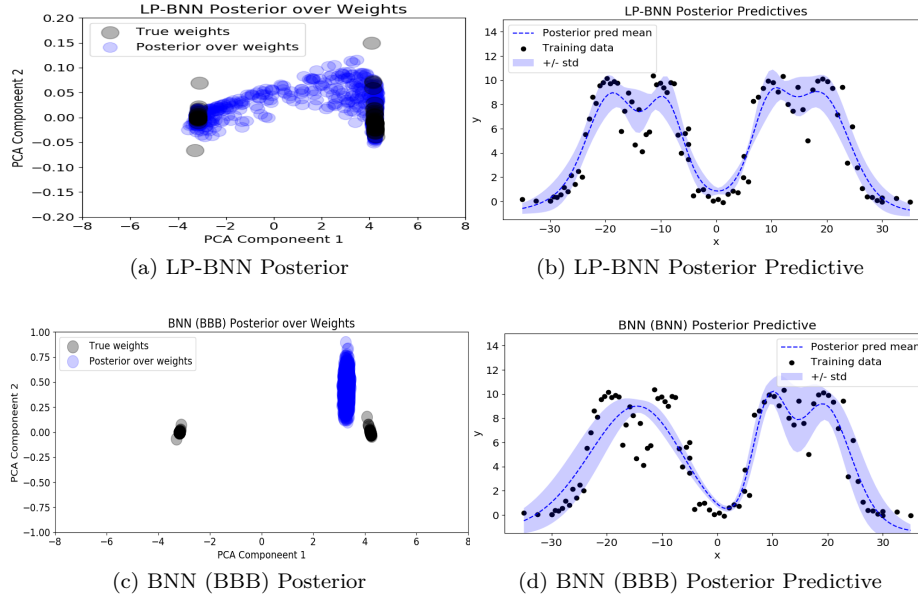 LP-BNN Posterior over Weights
True weights
Posterior over weights
PCA Componeent 2
0.20
0.15
0.10
0.05
0.00
−0.05
−0.10
−0.15
−0.20
−8 −6 −4 −2 0 2 4 6 8
PCA Componeent 1
(a) LP-BNN Posterior
LP-BNN Posterior Predictives
Posterior pred mean
Training data
+/- std
y
14
12
10
8
6
4
2
0
−30 −20 −10 0 10 20 30
x
(b) LP-BNN Posterior Predictive
BNN (BBB) Posterior over Weights
True weights
Posterior over weights
PCA Componeent 2
1.00
0.75
0.50
0.25
0.00
−0.25
−0.50
−0.75
−1.00
−8 −6 −4 −2 0 2 4 6 8
PCA Componeent 1
(c) BNN (BBB) Posterior
BNN (BNN) Posterior Predictive
Posterior pred mean
Training data
+/- std
y
14
12
10
8
6
4
2
0
−30 −20 −10 0 10 20 30
x
(d) BNN (BBB) Posterior Predictive